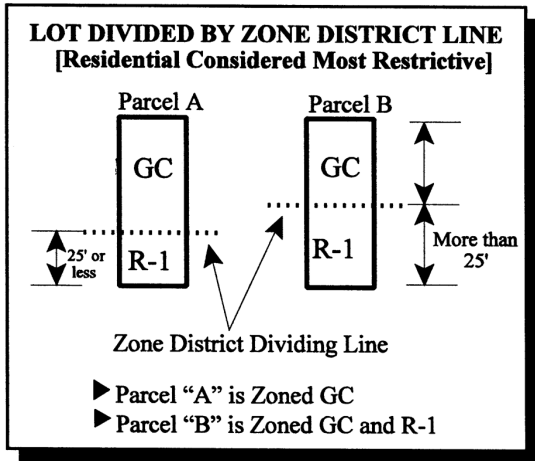 LOT DIVIDED BY ZONE DISTRICT LINE
[Residential Considered Most Restrictive]
Parcel A
Parcel B
GC
GC
25' or
less
R-1
R-1
More than
25'
Zone District Dividing Line
▶ Parcel “A” is Zoned GC
▶ Parcel “B” is Zoned GC and R-1